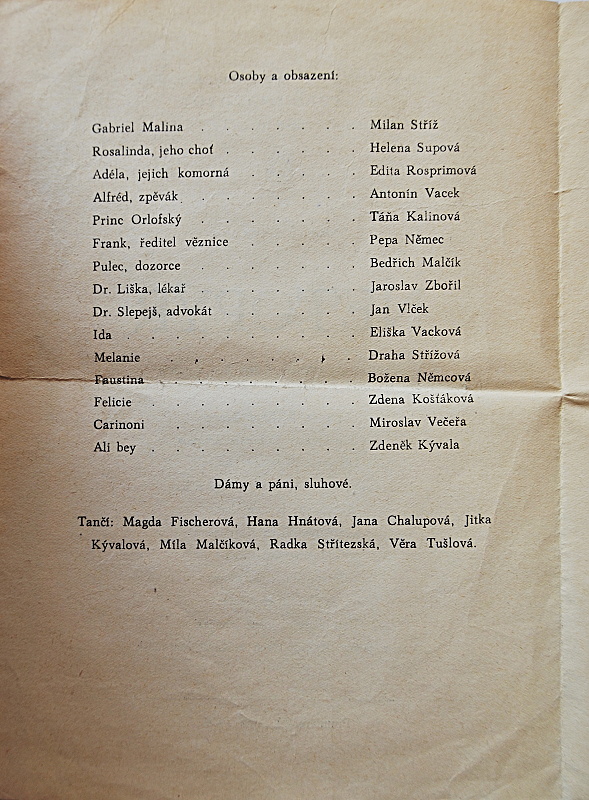 Osoby a obsazení:
Gabriel Malina . . . . . . . Milan Stříž
Rosalinda, jeho choť . . . . . . Helena Supová
Adéla, jejich komorná . . . . . Edita Rosprimová
Alfréd, zpěvák . . . . . . . Antonín Vacek
Princ Orlofský . . . . . . . Táňa Kalinová
Frank, ředitel věznice . . . . . Pepa Němec
Pulec, dozorce . . . . . . . Bedřich Malčík
Dr. Liška, lékař . . . . . . . Jaroslav Zbořil
Dr. Slepejš, advokát . . . . . . Jan Vlček
Ida . . . . . . . . . . Eliška Vacková
Melanie . . . . . . . . Draha Střížová
Faustina . . . . . . . . Božena Němcová
Felicie . . . . . . . . Zdena Košťáková
Carinoni . . . . . . . . Miroslav Večeřa
Ali bey . . . . . . . . . Zdeněk Kývala
Dámy a páni, sluhové.
Tančí: Magda Fischerová, Hana Hnátová, Jana Chalupová, Jitka
Kývalová, Míla Malčíková, Radka Střítezská, Věra Tušlová.